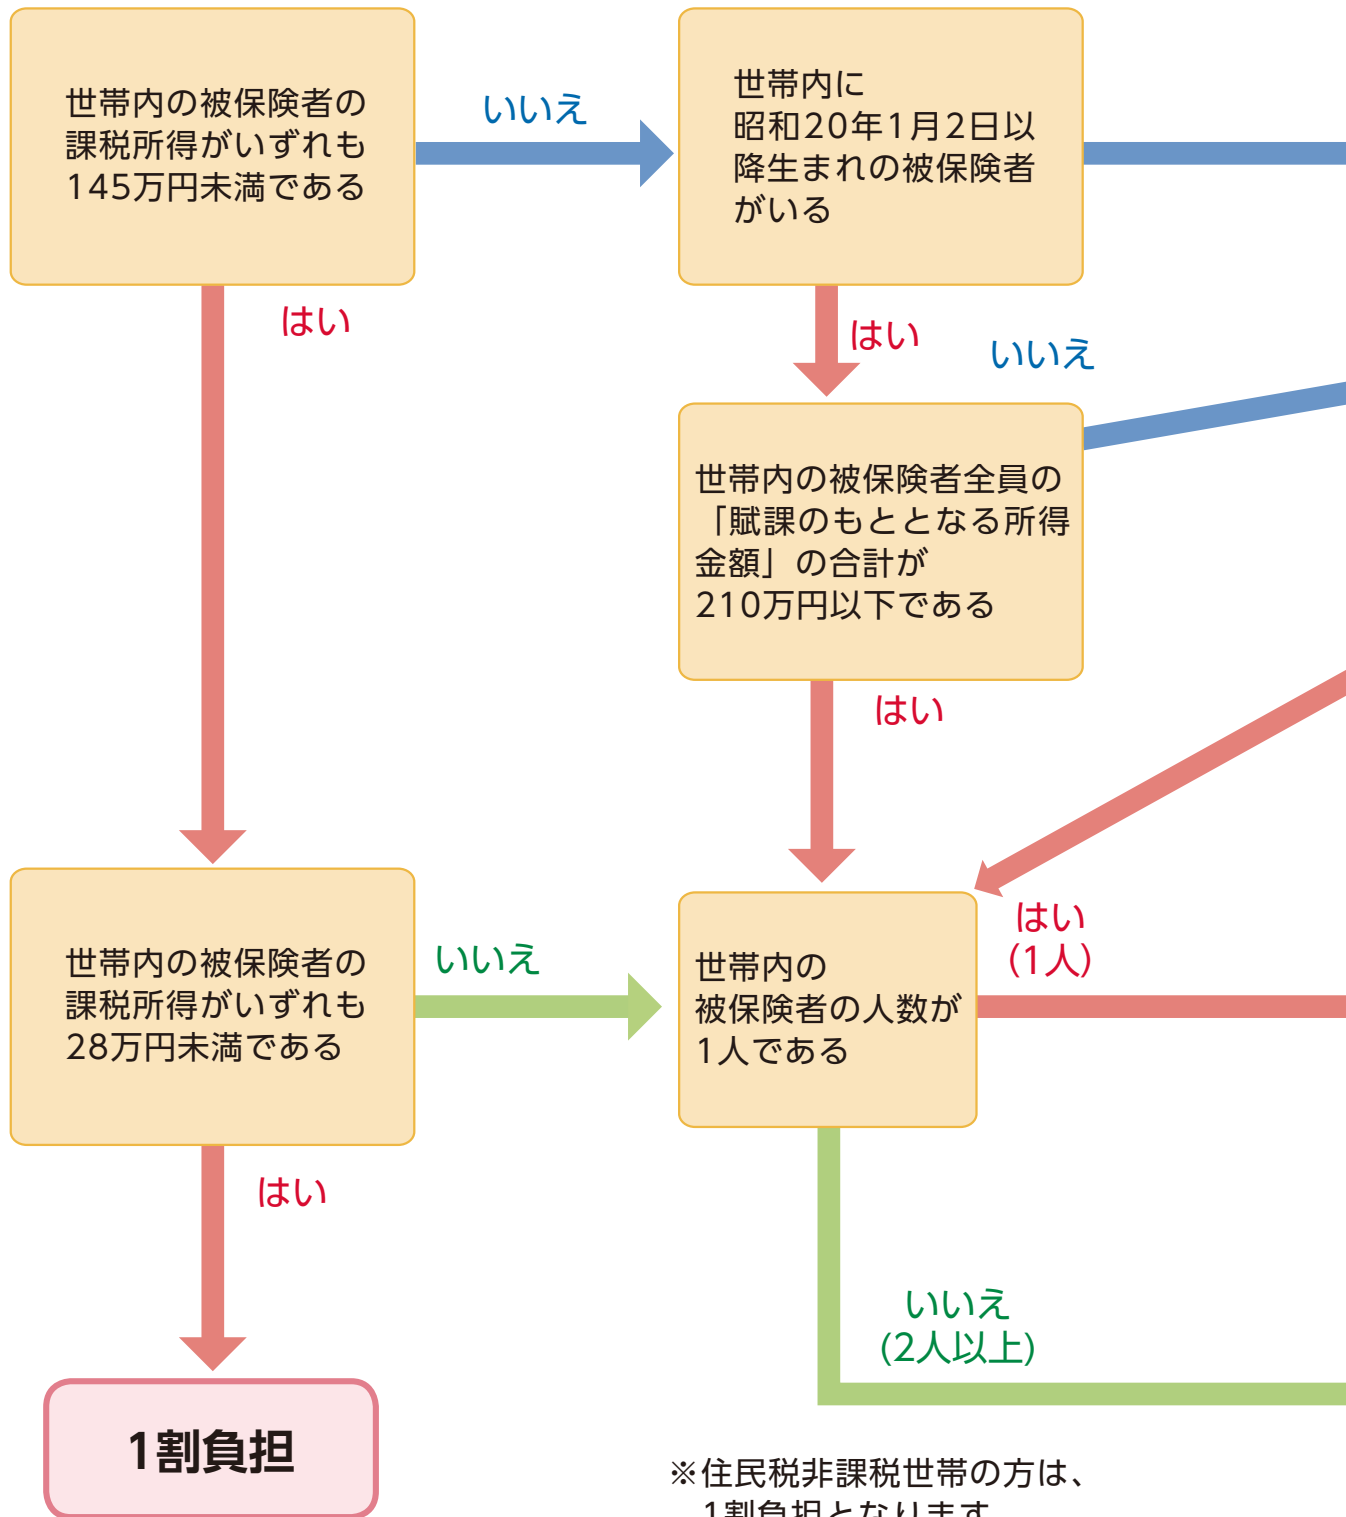 世帯内の被保険者の
課税所得がいずれも
145万円未満である
いいえ
世帯内に
昭和20年1月2日以
降生まれの被保険者
がいる
はい
はい
いいえ
世帯内の被保険者全員の
「賦課のもととなる所得
金額」の合計が
210万円以下である
はい
世帯内の被保険者の
課税所得がいずれも
28万円未満である
いいえ
世帯内の
被保険者の人数が
1人である
はい
(1人)
はい
いいえ
(2人以上)
1割負担
※住民税非課税世帯の方は、
1割負担となります